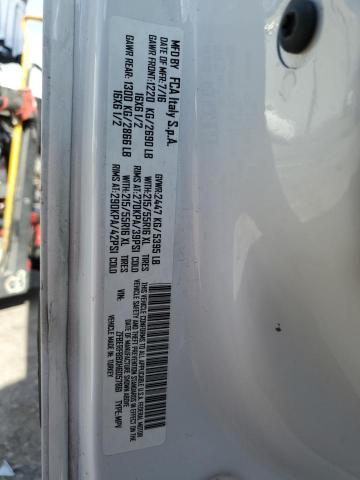 MFD BY FCA Italy S.p.A.
DATE OF MFR: 7/16 GVWR:2447 KG/5395 LB
GAWR FRONT:1220 KG/2690 LB WITH:215/55R16 XL TIRES
16X6 1/2 RIMS AT:270KPA/39PSI COLD
GAWR REAR: 1300 KG/2866 LB WITH:215/55R16 XL TIRES
16X6 1/2 RIMS AT:290KPA/42PSI COLD
THIS VEHICLE CONFORMS TO ALL APPLICABLE U.S.A. FEDERAL MOTOR
VEHICLE SAFETY, AND THEFT PREVENTION STANDARDS IN EFFECT ON THE
DATE OF MANUFACTURE SHOWN ABOVE.
VIN: TYPE:MPV
MADE IN: TURKEY